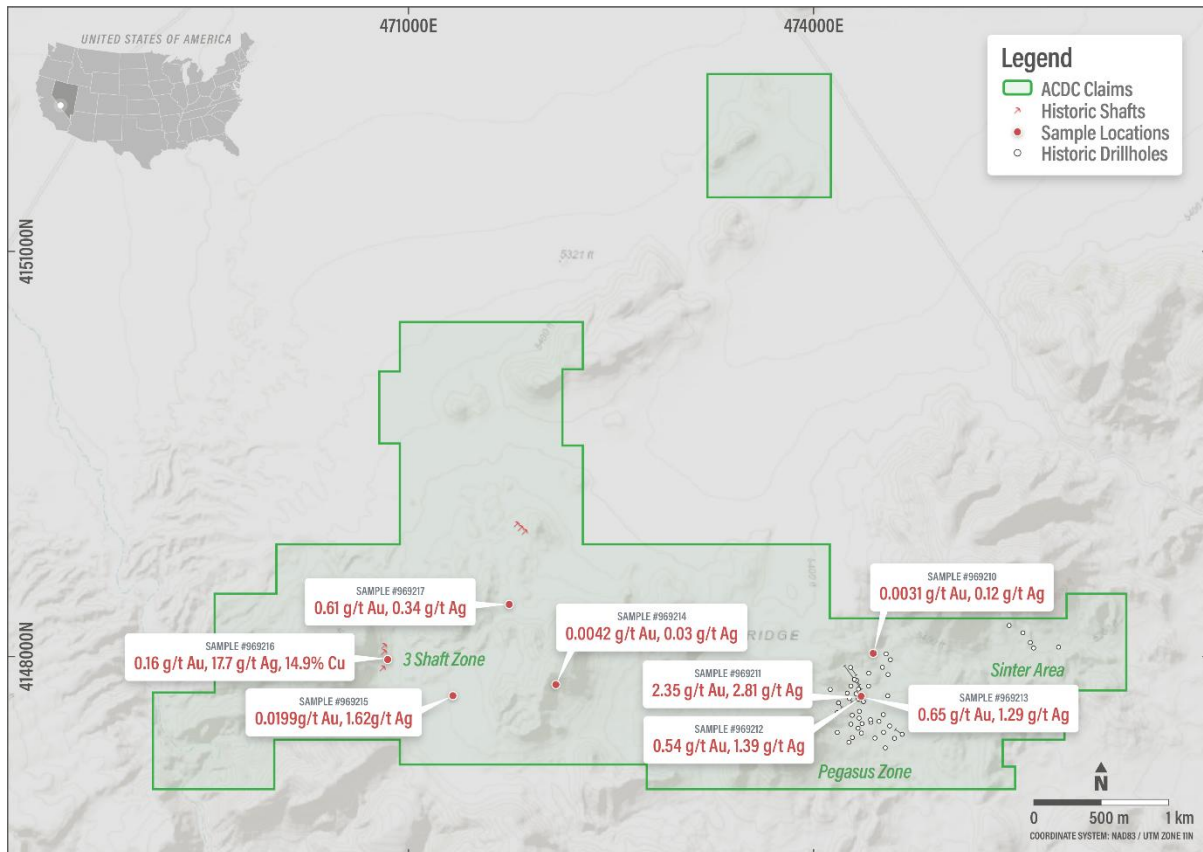 UNITED STATES OF AMERICA
471000E
474000E
Legend
ACDC Claims
Historic Shafts
Sample Locations
Historic Drillholes
4151000N
5321 ft
5400 ft
SAMPLE #969217
0.61 g/t Au, 0.34 g/t Ag
SAMPLE #969210
0.0031 g/t Au, 0.12 g/t Ag
SAMPLE #969214
0.0042 g/t Au, 0.03 g/t Ag
RIDGE
SAMPLE #969216
0.16 g/t Au, 17.7 g/t Ag, 14.9% Cu
3 Shaft Zone
4148000N
Sinter Area
SAMPLE #969211
2.35 g/t Au, 2.81 g/t Ag
SAMPLE #969215
0.0199g/t Au, 1.62g/t Ag
SAMPLE #969213
0.65 g/t Au, 1.29 g/t Ag
SAMPLE #969212
0.54 g/t Au, 1.39 g/t Ag
Pegasus Zone
N
0 500 m 1 km
COORDINATE SYSTEM: NAD83 / UTM ZONE 11N